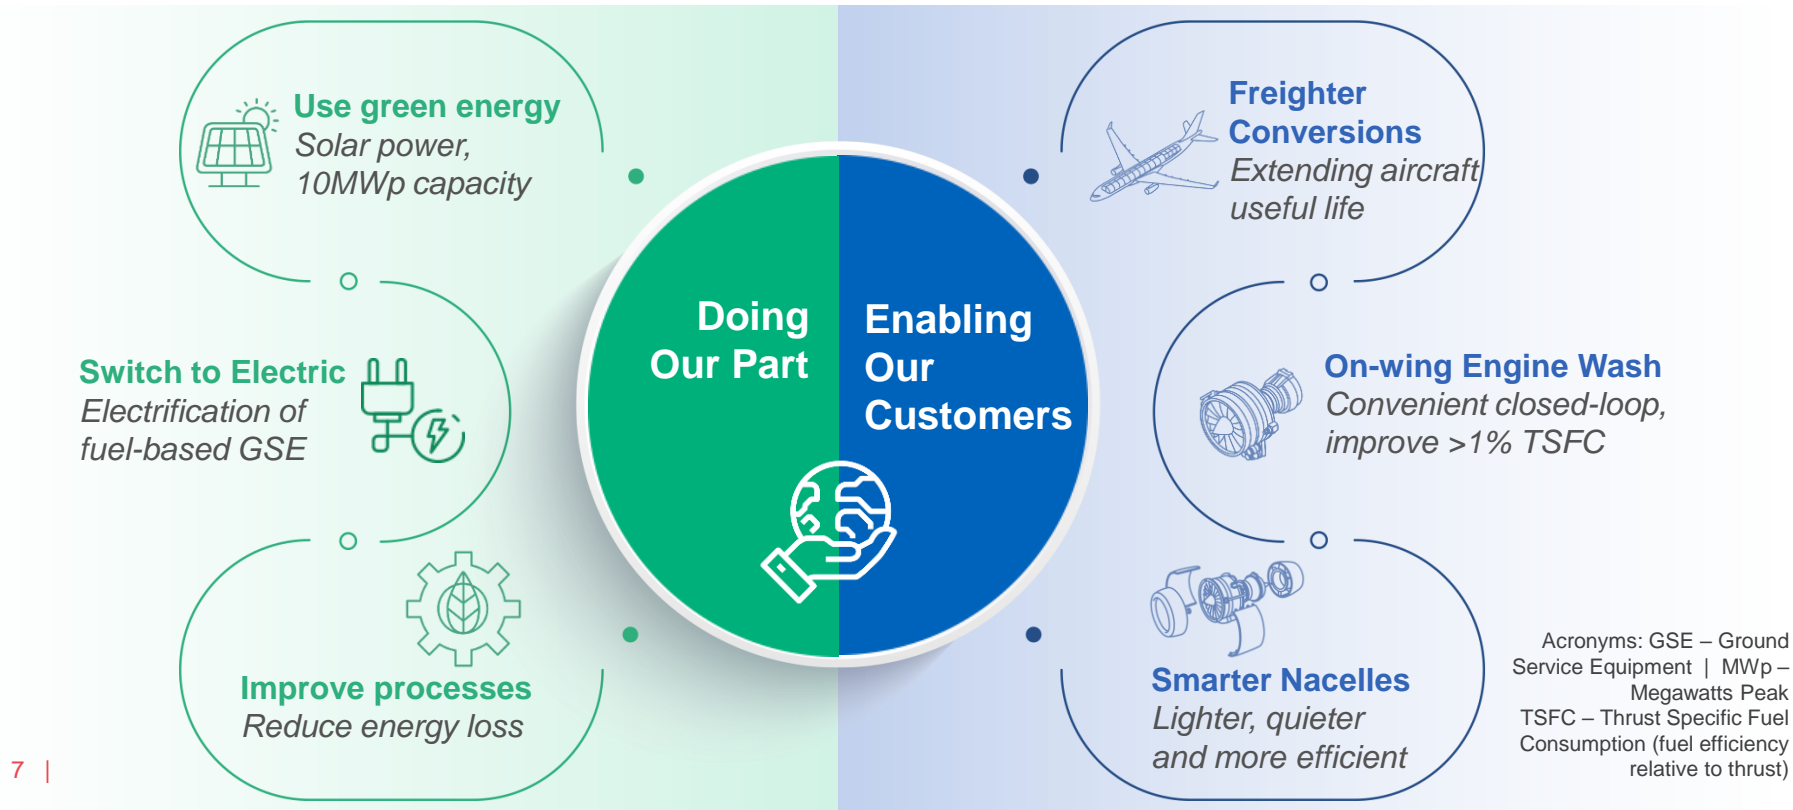 Use green energy
Solar power,
10MWp capacity
Switch to Electric
Electrification of
fuel-based GSE
Improve processes
Reduce energy loss
Doing
Our Part
Enabling
Our
Customers
Freighter
Conversions
Extending aircraft
useful life
On-wing Engine Wash
Convenient closed-loop,
improve >1% TSFC
Smarter Nacelles
Lighter, quieter
and more efficient
Acronyms: GSE – Ground
Service Equipment | MWp –
Megawatts Peak
TSFC – Thrust Specific Fuel
Consumption (fuel efficiency
relative to thrust)
7 |